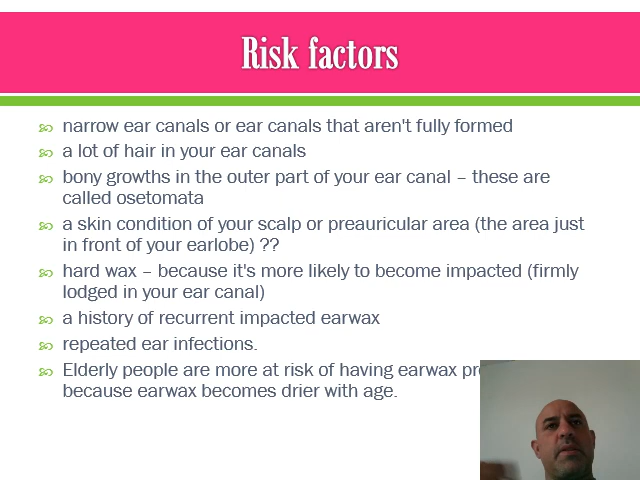 Risk factors
narrow ear canals or ear canals that aren't fully formed
a lot of hair in your ear canals
bony growths in the outer part of your ear canal – these are
called osetomata
a skin condition of your scalp or preauricular area (the area just
in front of your earlobe) ??
hard wax – because it's more likely to become impacted (firmly
lodged in your ear canal)
a history of recurrent impacted earwax
repeated ear infections.
Elderly people are more at risk of having earwax
because earwax becomes drier with age.